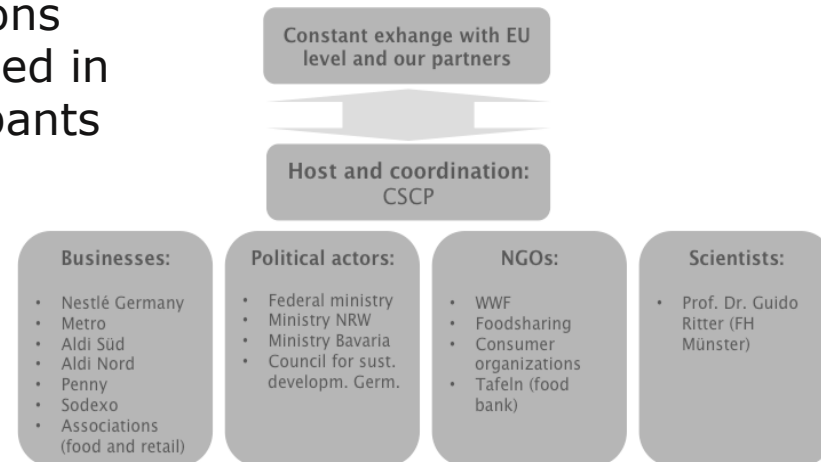 ons
ed in
pants
Constant exhange with EU
level and our partners
Host and coordination:
CSCP
Businesses:
• Nestlé Germany
• Metro
• Aldi Süd
• Aldi Nord
• Penny
• Sodexo
• Associations
(food and retail)
Political actors:
• Federal ministry
• Ministry NRW
• Ministry Bavaria
• Council for sust.
developm. Germ.
NGOs:
• WWF
• Foodsharing
• Consumer
organizations
• Tafeln (food
bank)
Scientists:
• Prof. Dr. Guido
Ritter (FH
Münster)